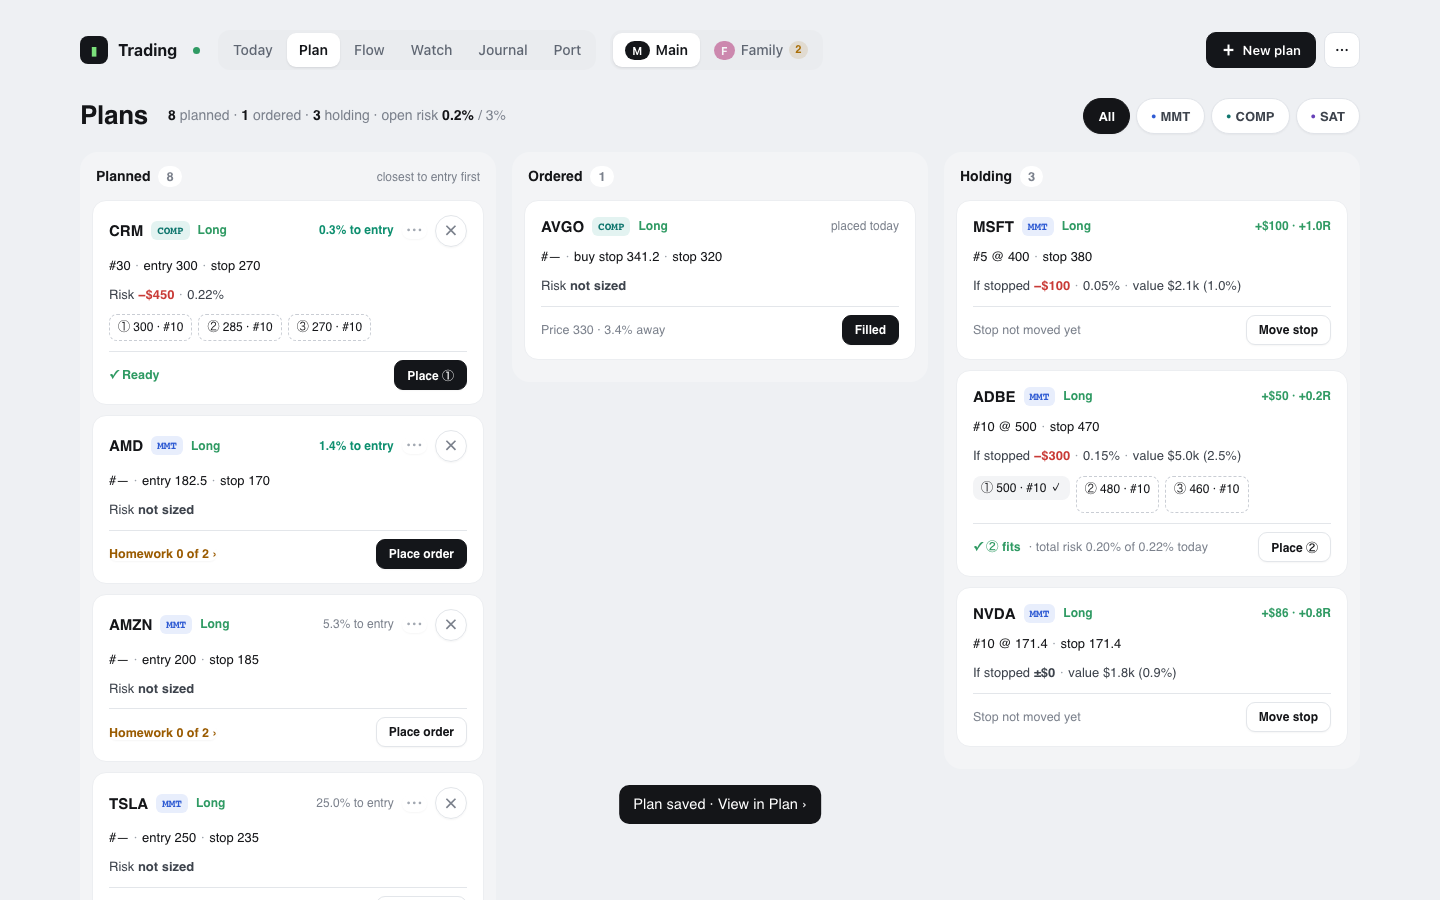 Trading
Today Plan Flow Watch Journal Port
M Main F Family 2
+ New plan ···
Plans 8 planned · 1 ordered · 3 holding · open risk 0.2% / 3%
All • MMT • COMP • SAT
Planned 8 closest to entry first
CRM COMP Long 0.3% to entry ··· ✕
#30 · entry 300 · stop 270
Risk −$450 · 0.22%
① 300 · #10 ② 285 · #10 ③ 270 · #10
✓ Ready Place ①
AMD MMT Long 1.4% to entry ··· ✕
#— · entry 182.5 · stop 170
Risk not sized
Homework 0 of 2 › Place order
AMZN MMT Long 5.3% to entry ··· ✕
#— · entry 200 · stop 185
Risk not sized
Homework 0 of 2 › Place order
TSLA MMT Long 25.0% to entry ··· ✕
#— · entry 250 · stop 235
Risk not sized
Ordered 1
AVGO COMP Long placed today
#— · buy stop 341.2 · stop 320
Risk not sized
Price 330 · 3.4% away Filled
Holding 3
MSFT MMT Long +$100 · +1.0R
#5 @ 400 · stop 380
If stopped −$100 · 0.05% · value $2.1k (1.0%)
Stop not moved yet Move stop
ADBE MMT Long +$50 · +0.2R
#10 @ 500 · stop 470
If stopped −$300 · 0.15% · value $5.0k (2.5%)
① 500 · #10 ✓ ② 480 · #10 ③ 460 · #10
✓ ② fits · total risk 0.20% of 0.22% today Place ②
NVDA MMT Long +$86 · +0.8R
#10 @ 171.4 · stop 171.4
If stopped ±$0 · value $1.8k (0.9%)
Stop not moved yet Move stop
Plan saved · View in Plan ›